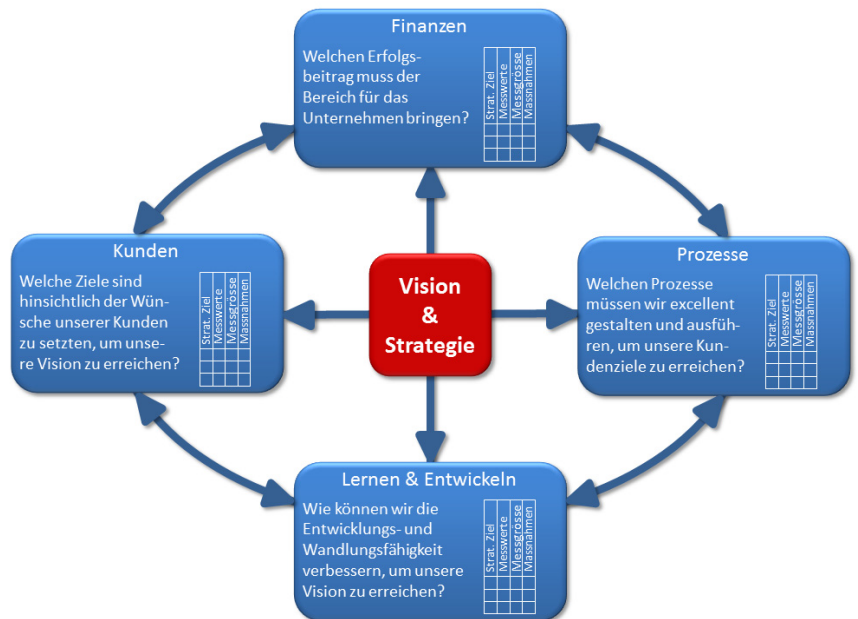 Finanzen
Welchen Erfolgs-
beitrag muss der
Bereich für das
Unternehmen bringen?
Strat. Ziel
Messwerte
Messgrösse
Massnahmen
Kunden
Welche Ziele sind
hinsichtlich der Wün-
sche unserer Kunden
zu setzten, um unse-
re Vision zu erreichen?
Strat. Ziel
Messwerte
Messgrösse
Massnahmen
Vision
&
Strategie
Prozesse
Welchen Prozesse
müssen wir excellent
gestalten und ausfüh-
ren, um unsere Kun-
denziele zu erreichen?
Strat. Ziel
Messwerte
Messgrösse
Massnahmen
Lernen & Entwickeln
Wie können wir die
Entwicklungs- und
Wandlungsfähigkeit
verbessern, um unsere
Vision zu erreichen?
Strat. Ziel
Messwerte
Messgrösse
Massnahmen